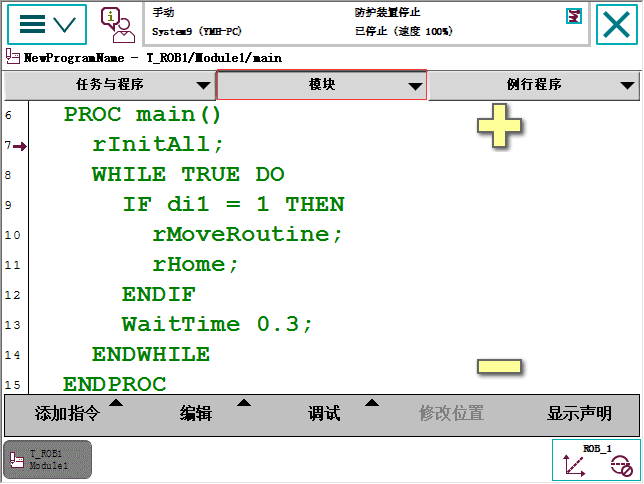 手动
防护装置停止
System9 (YMH-PC)
已停止 (速度 100%)
NewProgramName - T_ROB1/Module1/main
任务与程序
模块
例行程序
6 PROC main()
7 rInitAll;
8 WHILE TRUE DO
9 IF di1 = 1 THEN
10 rMoveRoutine;
11 rHome;
12 ENDIF
13 WaitTime 0.3;
14 ENDWHILE
15 ENDPROC
添加指令
编辑
调试
修改位置
显示声明
T_ROB1
Module1
ROB_1